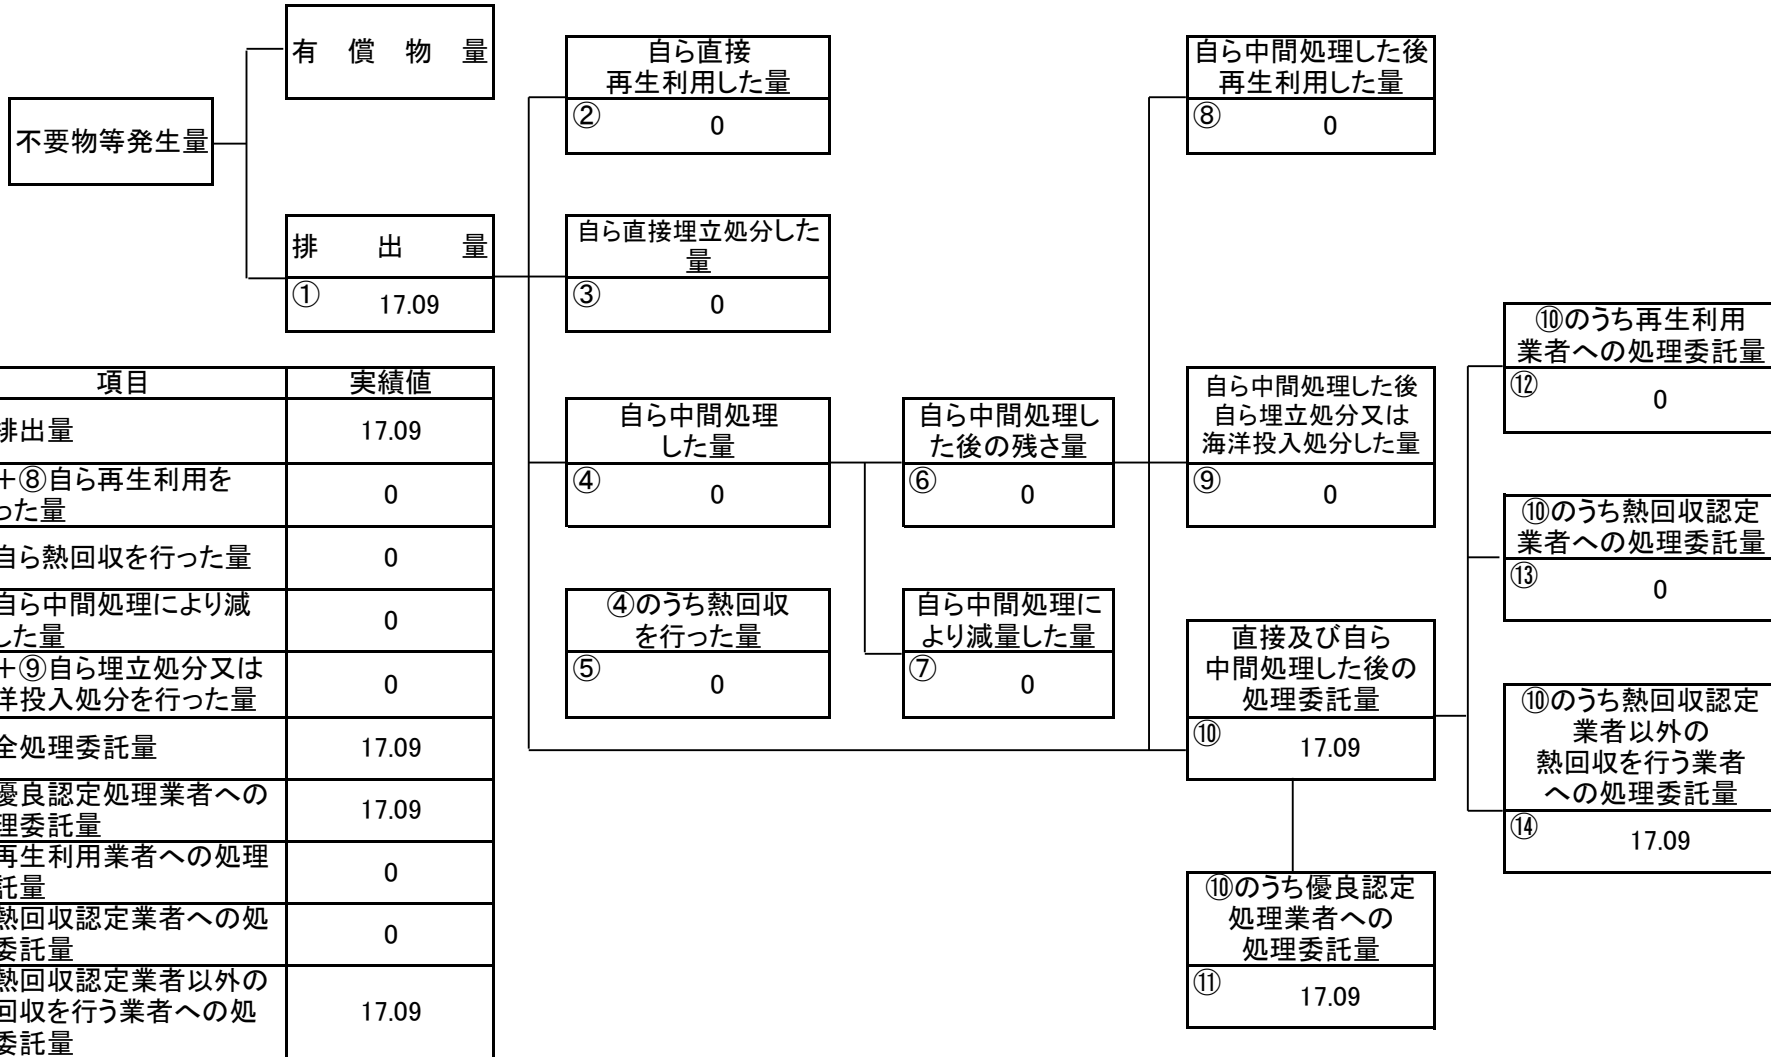 有償物量
不要物等発生量
排出量
①
17.09
自ら直接
再生利用した量
②
0
自ら直接埋立処分した
量
③
0
自ら中間処理
した量
④
0
④のうち熱回収
を行った量
⑤
0
自ら中間処理し
た後の残さ量
⑥
0
自ら中間処理に
より減量した量
⑦
0
自ら中間処理した後
再生利用した量
⑧
0
自ら中間処理した後
自ら埋立処分又は
海洋投入処分した量
⑨
0
直接及び自ら
中間処理した後の
処理委託量
⑩
17.09
⑩のうち優良認定
処理業者への
処理委託量
⑪
17.09
⑩のうち再生利用
業者への処理委託量
⑫
0
⑩のうち熱回収認定
業者への処理委託量
⑬
0
⑩のうち熱回収認定
業者以外の
熱回収を行う業者
への処理委託量
⑭
17.09
項目 実績値
排出量 17.09
+⑧自ら再生利用を
った量
0
自ら熱回収を行った量 0
自ら中間処理により減
した量
0
+⑨自ら埋立処分又は
洋投入処分を行った量
0
全処理委託量 17.09
優良認定処理業者への
理委託量
17.09
再生利用業者への処理
託量
0
熱回収認定業者への処
委託量
0
熱回収認定業者以外の
回収を行う業者への処
委託量
17.09